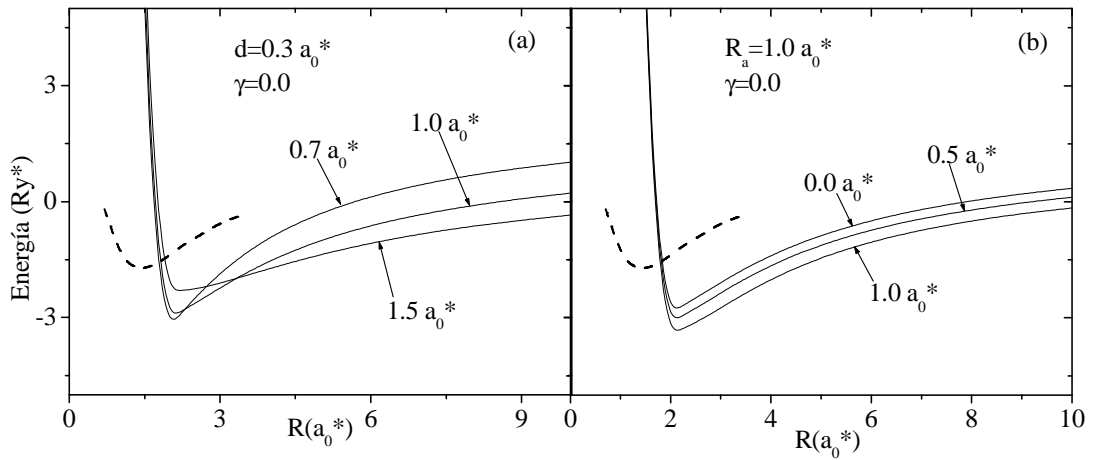 (a)
d=0.3 a₀*
γ=0.0
1.0 a₀*
0.7 a₀*
1.5 a₀*
Energía (Ry*)
3
0
-3
0
3
6
9
R(a₀*)
(b)
Rₐ=1.0 a₀*
γ=0.0
0.5 a₀*
0.0 a₀*
1.0 a₀*
0
2
4
6
8
10
R(a₀*)